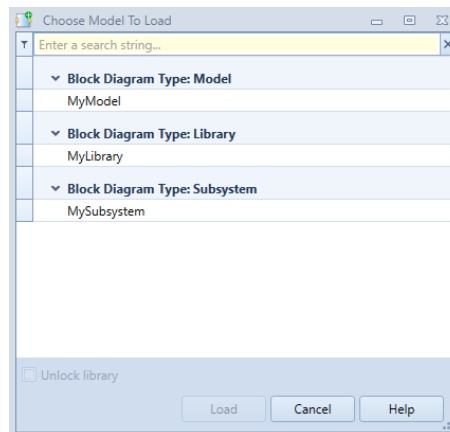 Choose Model To Load
Enter a search string...
Block Diagram Type: Model
MyModel
Block Diagram Type: Library
MyLibrary
Block Diagram Type: Subsystem
MySubsystem
Unlock library
Load Cancel Help